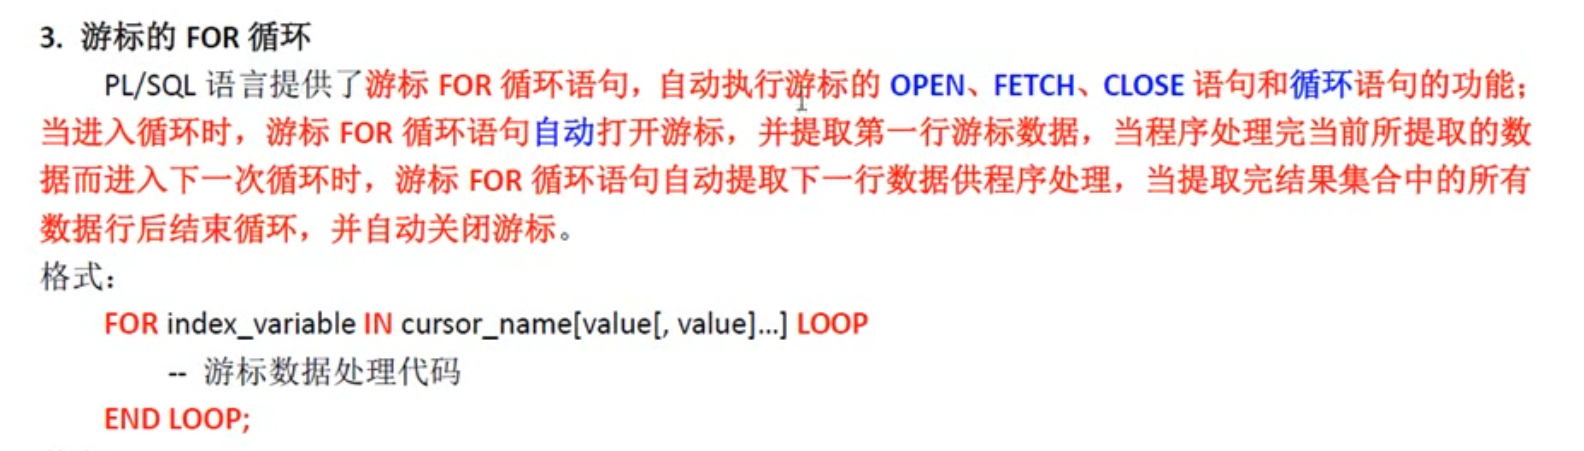 3. 游标的 FOR 循环
PL/SQL 语言提供了游标 FOR 循环语句，自动执行游标的 OPEN、FETCH、CLOSE 语句和循环语句的功能；
当进入循环时，游标 FOR 循环语句自动打开游标，并提取第一行游标数据，当程序处理完当前所提取的数
据而进入下一次循环时，游标 FOR 循环语句自动提取下一行数据供程序处理，当提取完结果集合中的所有
数据行后结束循环，并自动关闭游标。
格式：
FOR index_variable IN cursor_name[value[, value]...] LOOP
-- 游标数据处理代码
END LOOP;